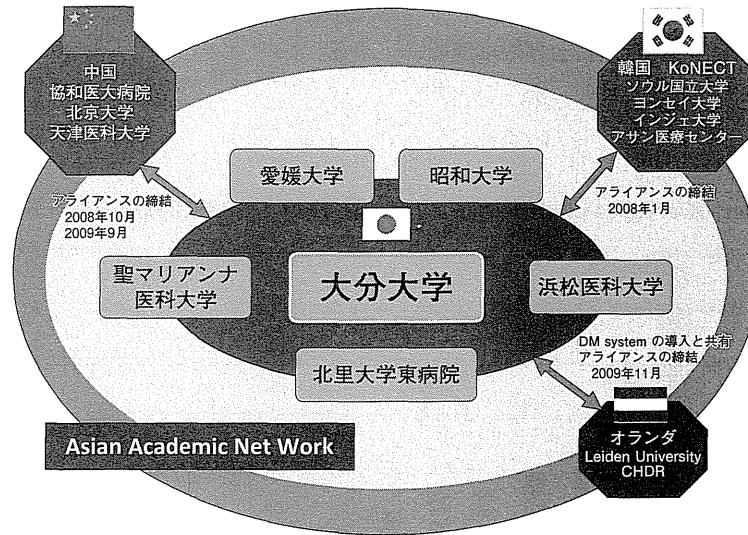 中国
協和医大病院
北京大学
天津医科大学
韓国 KoNECT
ソウル国立大学
ヨンセイ大学
インジェ大学
アサン医療センター
アライアンスの締結
2008年10月
2009年9月
アライアンスの締結
2008年1月
愛媛大学
昭和大学
聖マリアンナ
医科大学
大分大学
浜松医科大学
北里大学東病院
DM system の導入と共有
アライアンスの締結
2009年11月
オランダ
Leiden University
CHDR
Asian Academic Net Work